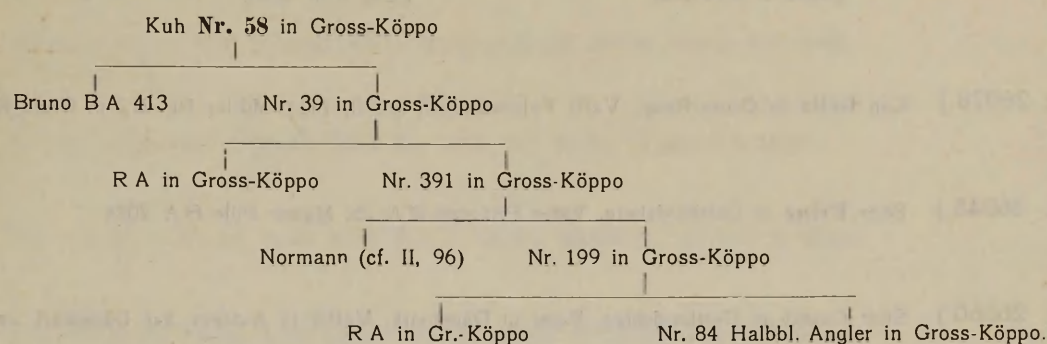 Kuh Nr. 58 in Gross-Köppo
Bruno B A 413 Nr. 39 in Gross-Köppo
R A in Gross-Köppo Nr. 391 in Gross-Köppo
Normann (cf. II, 96) Nr. 199 in Gross-Köppo
R A in Gr.-Köppo Nr. 84 Halbbl. Angler in Gross-Köppo.